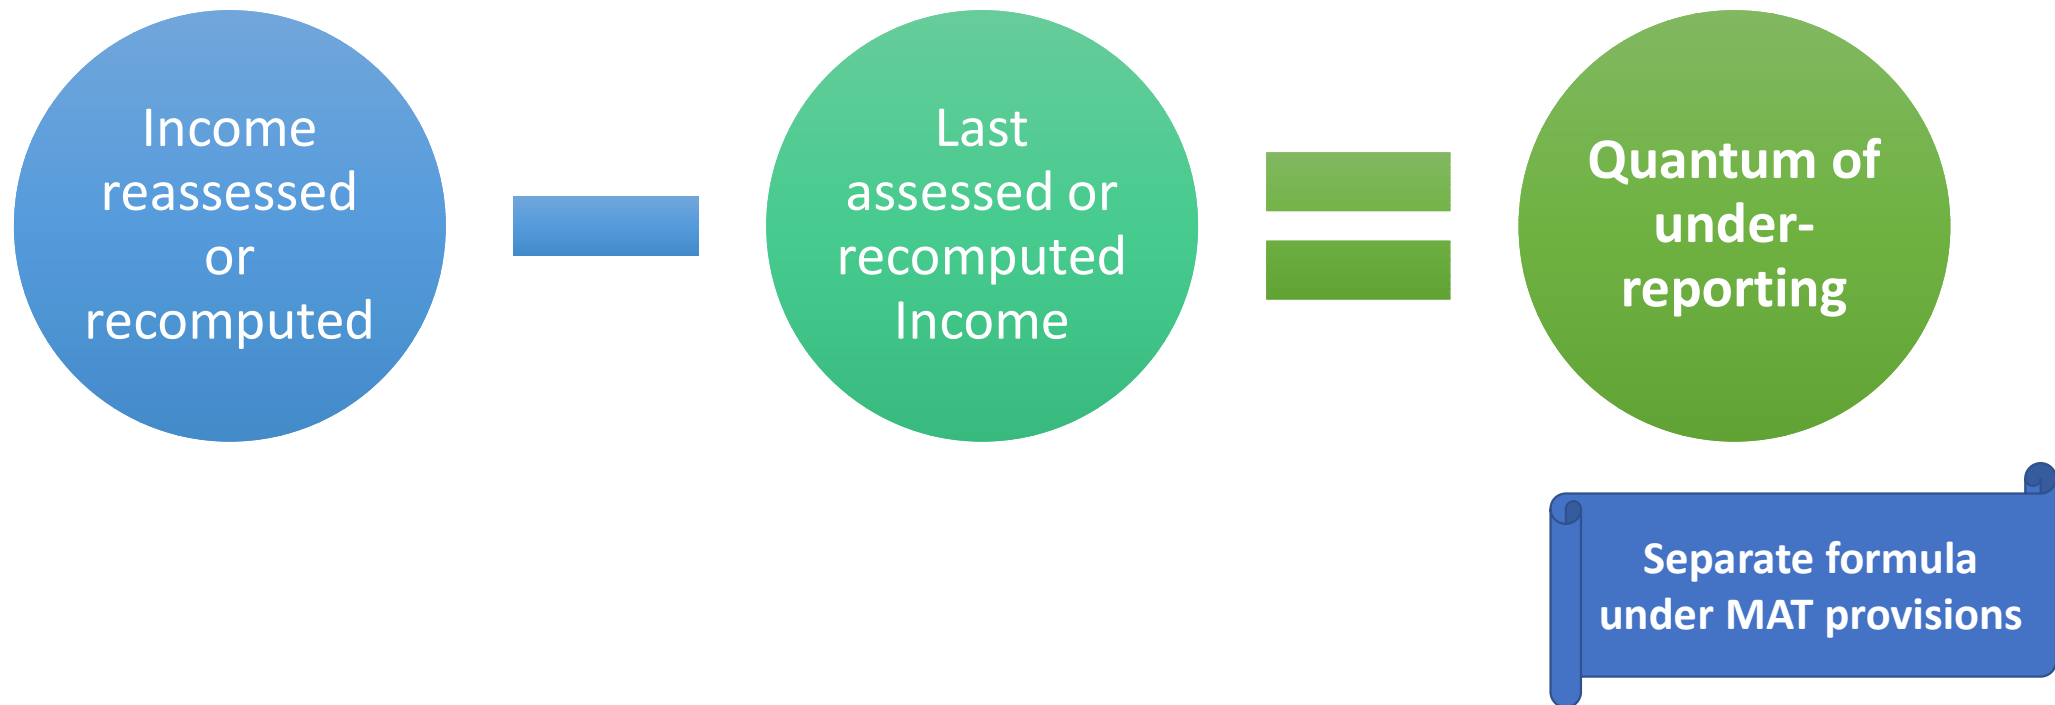 Income
reassessed
or
recomputed
Last
assessed or
recomputed
Income
Quantum of
under-
reporting
Separate formula
under MAT provisions